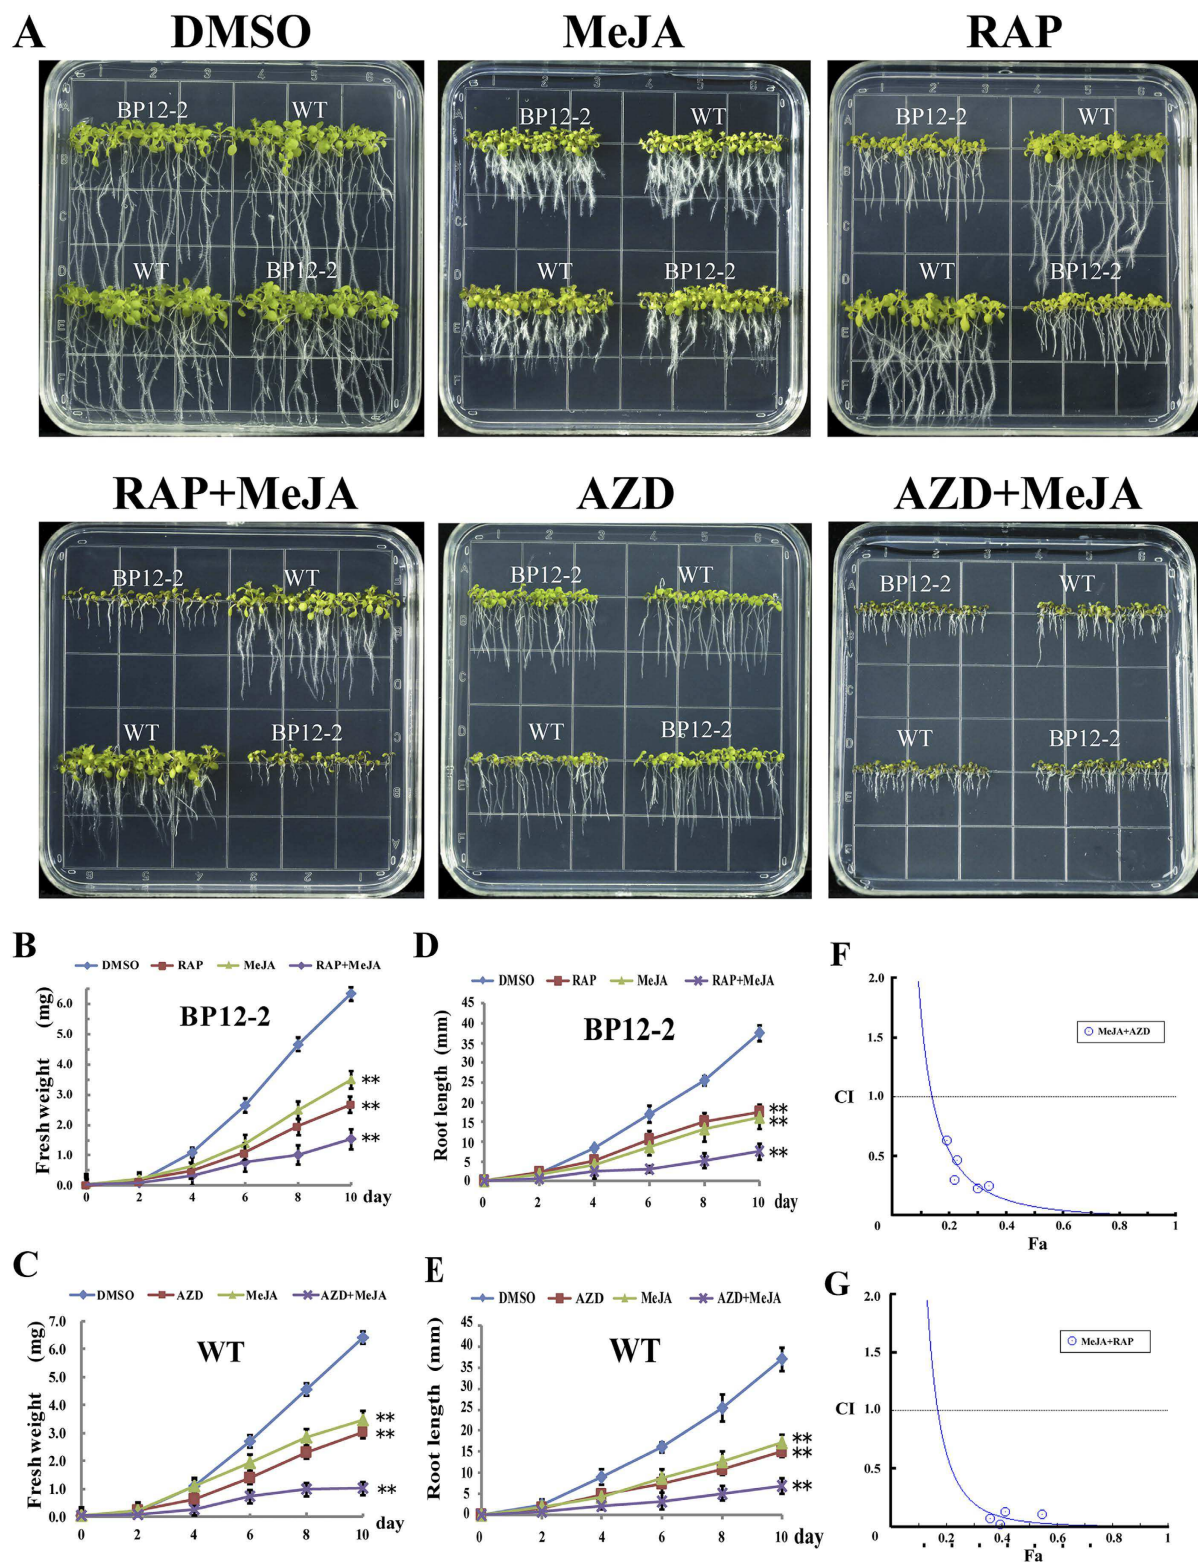 A
DMSO
MeJA
RAP
BP12-2
WT
BP12-2
WT
BP12-2
WT
WT
BP12-2
WT
BP12-2
WT
BP12-2
RAP+MeJA
AZD
AZD+MeJA
BP12-2
WT
BP12-2
WT
BP12-2
WT
WT
BP12-2
WT
BP12-2
WT
BP12-2
B
DMSO RAP MeJA RAP+MeJA
BP12-2
Fresh weight (mg)
6.0
5.0
4.0
3.0
2.0
1.0
0.0
**
**
**
0 2 4 6 8 10 day
D
DMSO RAP MeJA RAP+MeJA
BP12-2
Root length (mm)
45
40
35
30
25
20
15
10
5
0
**
**
**
0 2 4 6 8 10 day
F
2.0
1.5
MeJA+AZD
CI 1.0
0.5
0 0.2 0.4 0.6 0.8 1
Fa
C
DMSO AZD MeJA AZD+MeJA
WT
Fresh weight (mg)
7.0
6.0
5.0
4.0
3.0
2.0
1.0
0.0
**
**
**
0 2 4 6 8 10 day
E
DMSO AZD MeJA AZD+MeJA
WT
Root length (mm)
45
40
35
30
25
20
15
10
5
0
**
**
**
0 2 4 6 8 10 day
G
2.0
1.5
MeJA+RAP
CI 1.0
0.5
0 0.2 0.4 0.6 0.8 1
Fa